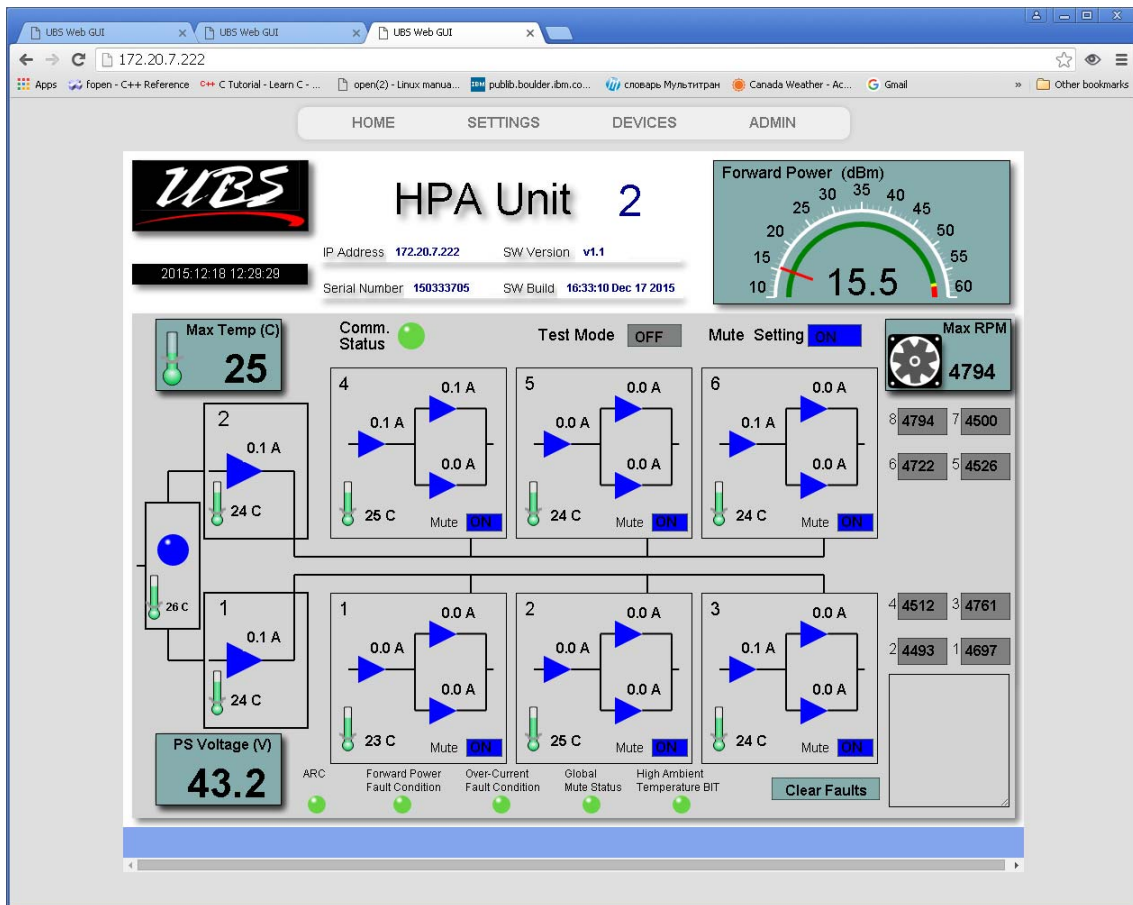 UBS Web GUI
UBS Web GUI
UBS Web GUI
172.20.7.222
Apps
fopen - C++ Reference
C++ C Tutorial - Learn C - ...
open(2) - Linux manua...
IBM publib.boulder.ibm.co...
словарь Мультитран
Canada Weather - Ac...
G Gmail
»
Other bookmarks
HOME SETTINGS DEVICES ADMIN
UBS
HPA Unit 2
2015:12:18 12:29:29
IP Address 172.20.7.222 SW Version v1.1
Serial Number 150333705 SW Build 16:33:10 Dec 17 2015
Forward Power (dBm)
10 15 20 25 30 35 40 45 50 55 60
15.5
Max Temp (C)
25
Comm. Status
Test Mode OFF
Mute Setting ON
Max RPM
4794
8 4794 7 4500
6 4722 5 4526
4 4512 3 4761
2 4493 1 4697
2
0.1 A
24 C
26 C
1
0.1 A
24 C
4
0.1 A
0.1 A
0.0 A
25 C
Mute ON
5
0.0 A
0.0 A
0.0 A
24 C
Mute ON
6
0.0 A
0.1 A
0.0 A
24 C
Mute ON
1
0.0 A
0.0 A
0.0 A
23 C
Mute ON
2
0.0 A
0.0 A
0.0 A
25 C
Mute ON
3
0.0 A
0.1 A
0.0 A
24 C
Mute ON
PS Voltage (V)
43.2
ARC
Forward Power
Fault Condition
Over-Current
Fault Condition
Global
Mute Status
High Ambient
Temperature BIT
Clear Faults